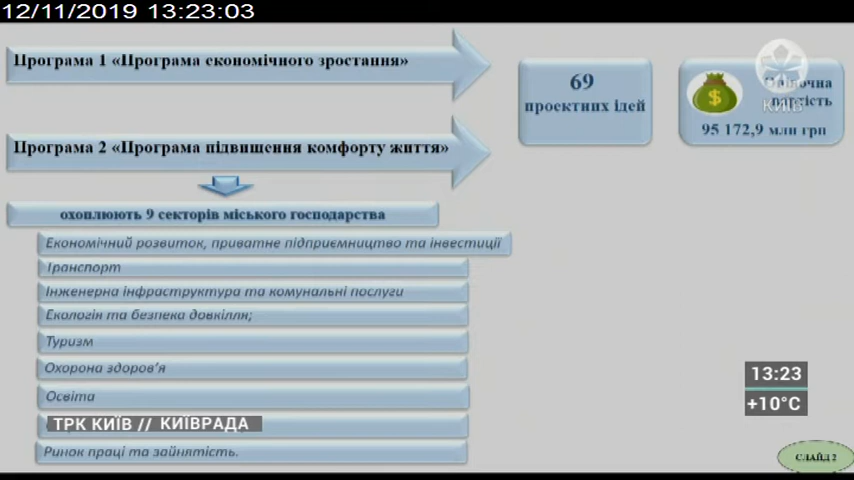 12/11/2019 13:23:03
Програма 1 «Програма економічного зростання»
69
проектних ідей
КИЇВ
95 172,9 млн грн
Програма 2 «Програма підвищення комфорту життя»
охоплюють 9 секторів міського господарства
Економічний розвиток, приватне підприємництво та інвестиції
Транспорт
Інженерна інфраструктура та комунальні послуги
Екологія та безпека довкілля;
Туризм
Охорона здоров'я
Освіта
ТРК КИЇВ // КИЇВРАДА
Ринок праці та зайнятість.
13:23
+10°C
СЛАЙД 2